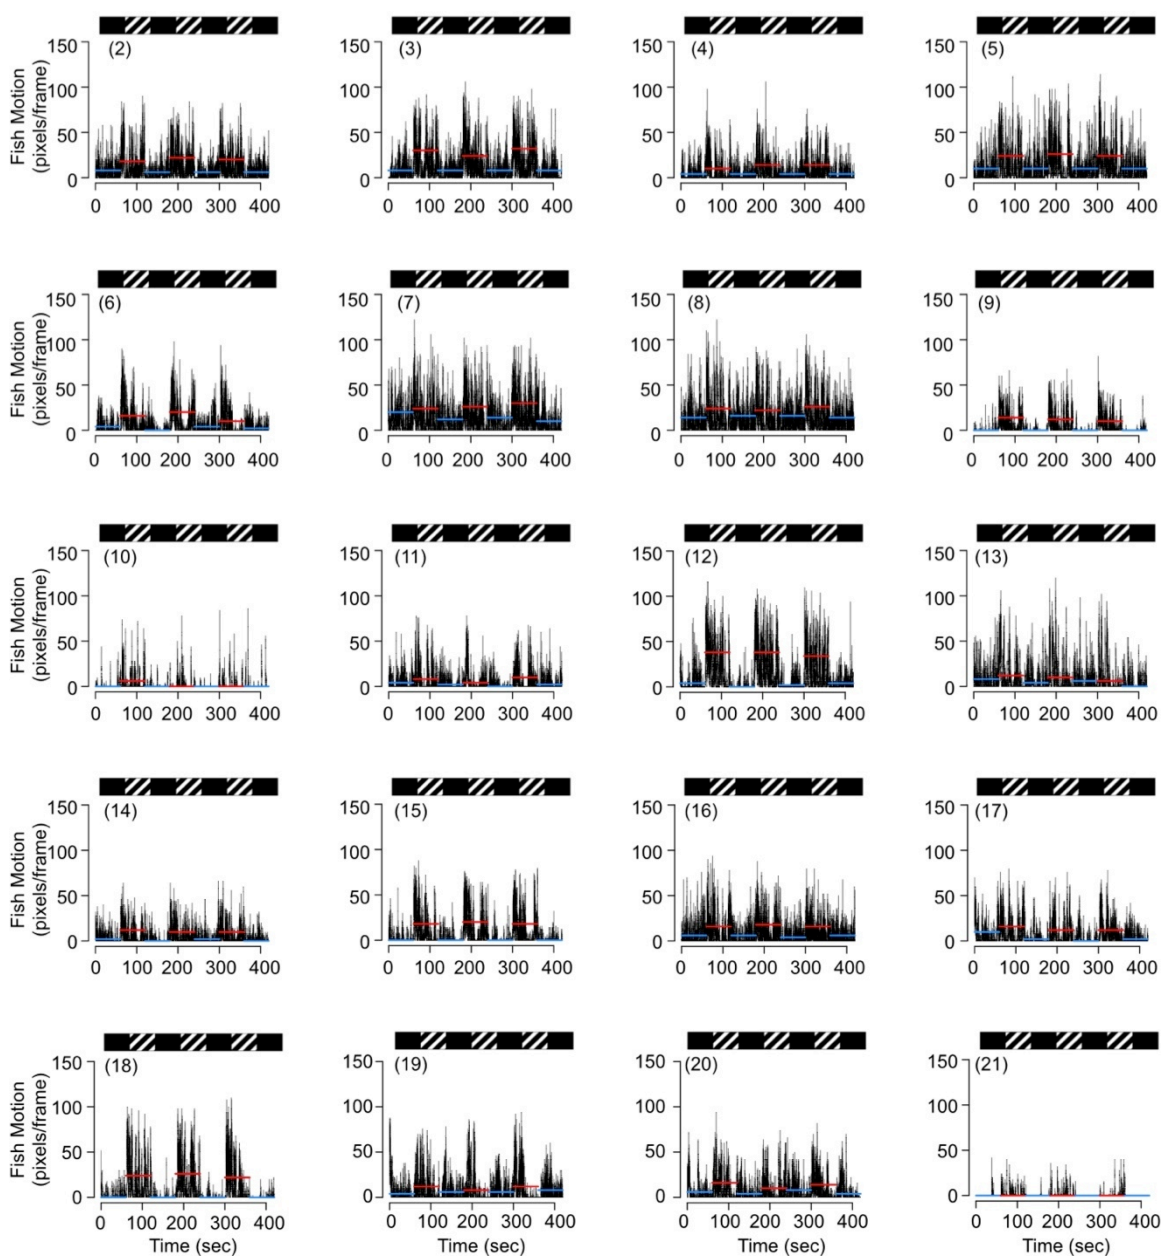 150 (2) 150 (3) 150 (4) 150 (5)
100 100 100 100
50 50 50 50
0 0 0 0
Fish Motion
(pixels/frame)
0 100 200 300 400 0 100 200 300 400 0 100 200 300 400 0 100 200 300 400
150 (6) 150 (7) 150 (8) 150 (9)
100 100 100 100
50 50 50 50
0 0 0 0
Fish Motion
(pixels/frame)
0 100 200 300 400 0 100 200 300 400 0 100 200 300 400 0 100 200 300 400
150 (10) 150 (11) 150 (12) 150 (13)
100 100 100 100
50 50 50 50
0 0 0 0
Fish Motion
(pixels/frame)
0 100 200 300 400 0 100 200 300 400 0 100 200 300 400 0 100 200 300 400
150 (14) 150 (15) 150 (16) 150 (17)
100 100 100 100
50 50 50 50
0 0 0 0
Fish Motion
(pixels/frame)
0 100 200 300 400 0 100 200 300 400 0 100 200 300 400 0 100 200 300 400
150 (18) 150 (19) 150 (20) 150 (21)
100 100 100 100
50 50 50 50
0 0 0 0
Fish Motion
(pixels/frame)
0 100 200 300 400 0 100 200 300 400 0 100 200 300 400 0 100 200 300 400
Time (sec) Time (sec) Time (sec) Time (sec)